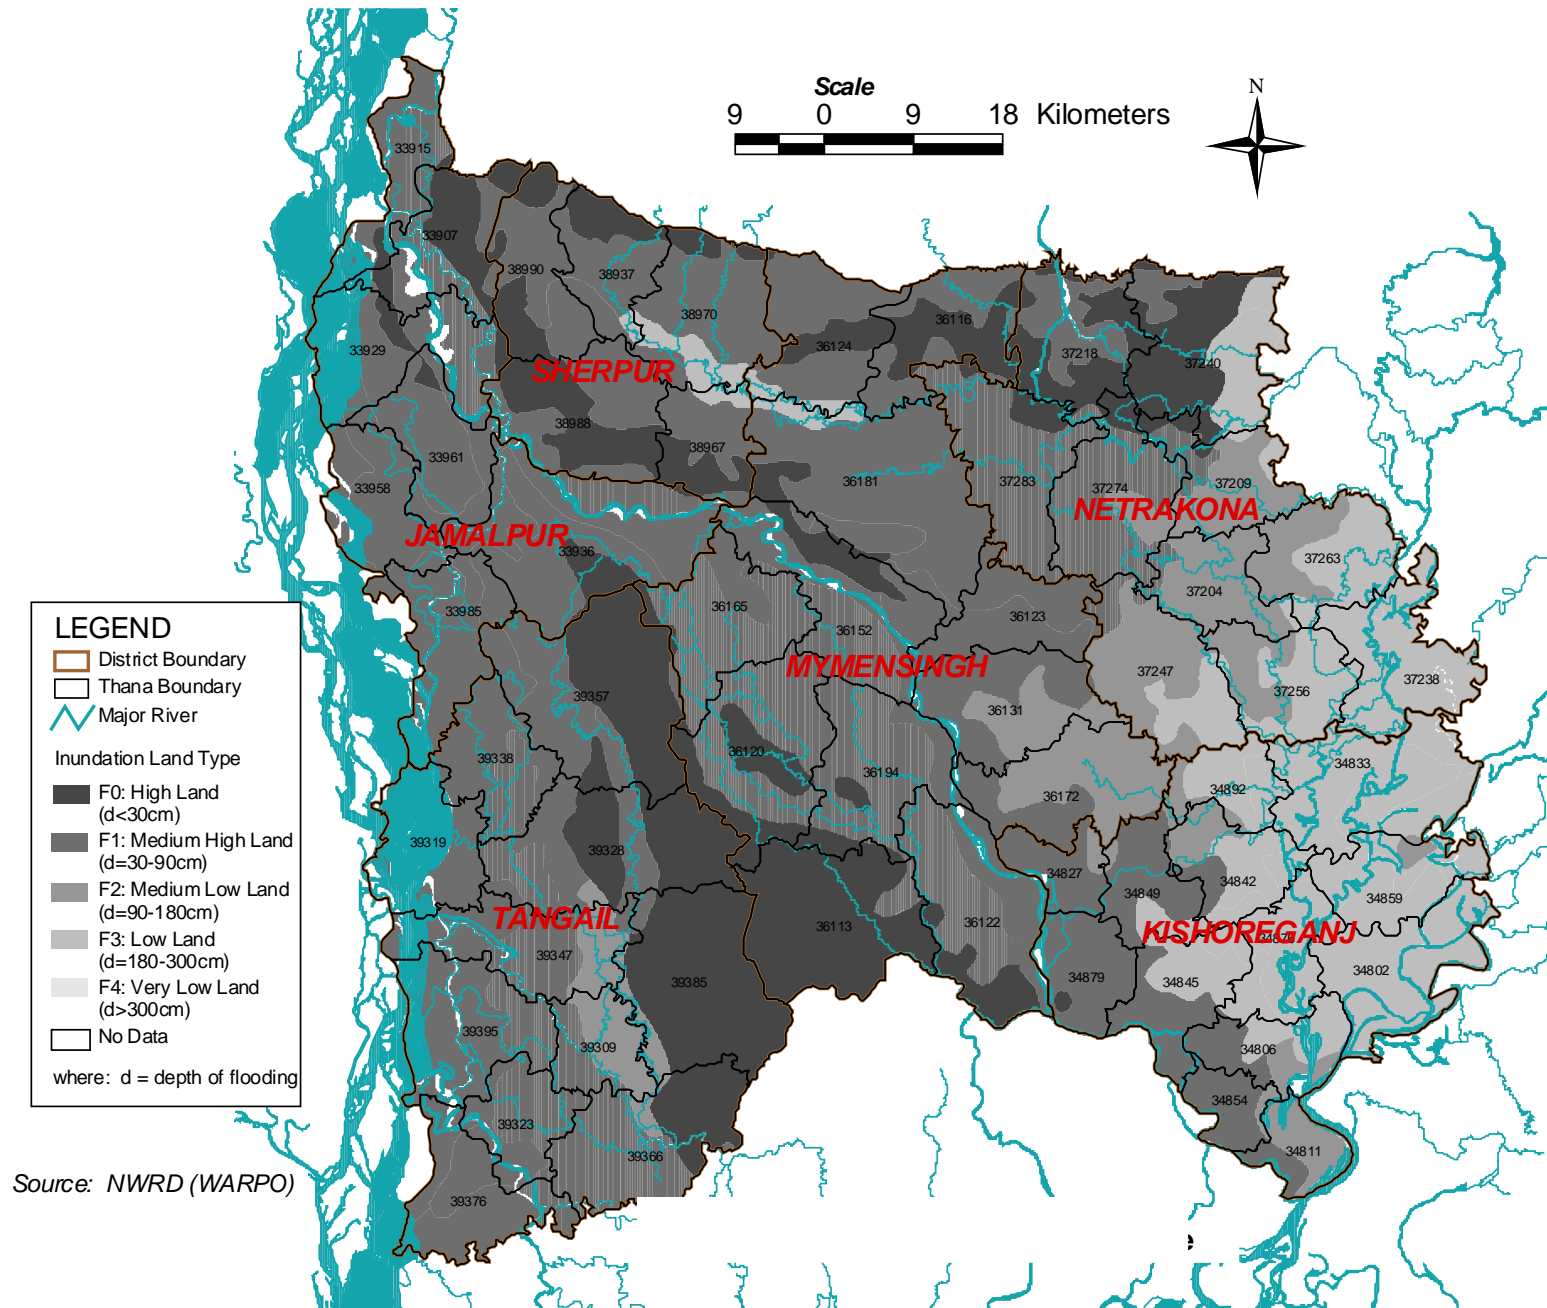 Scale
9 0 9 18 Kilometers
N
33915
33907
38990
38937
38970
36124
36116
37218
37240
33929
SHERPUR
38988
38967
33961
33958
36181
37283
37274
37209
NETRAKONA
JAMALPUR
33936
37263
33985
36165
36152
36123
37204
MYMENSINGH
39357
36131
37247
37256
37238
39338
36120
36194
36172
34892
34833
39319
39328
34827
34849
34842
34859
TANGAIL
36113
36122
KISHOREGANJ
39347
39385
34879
34845
34802
39395
39309
34806
39323
39366
34854
34811
39376
LEGEND
District Boundary
Thana Boundary
Major River
Inundation Land Type
F0: High Land
(d<30cm)
F1: Medium High Land
(d=30-90cm)
F2: Medium Low Land
(d=90-180cm)
F3: Low Land
(d=180-300cm)
F4: Very Low Land
(d>300cm)
No Data
where: d = depth of flooding
Source: NWRD (WARPO)